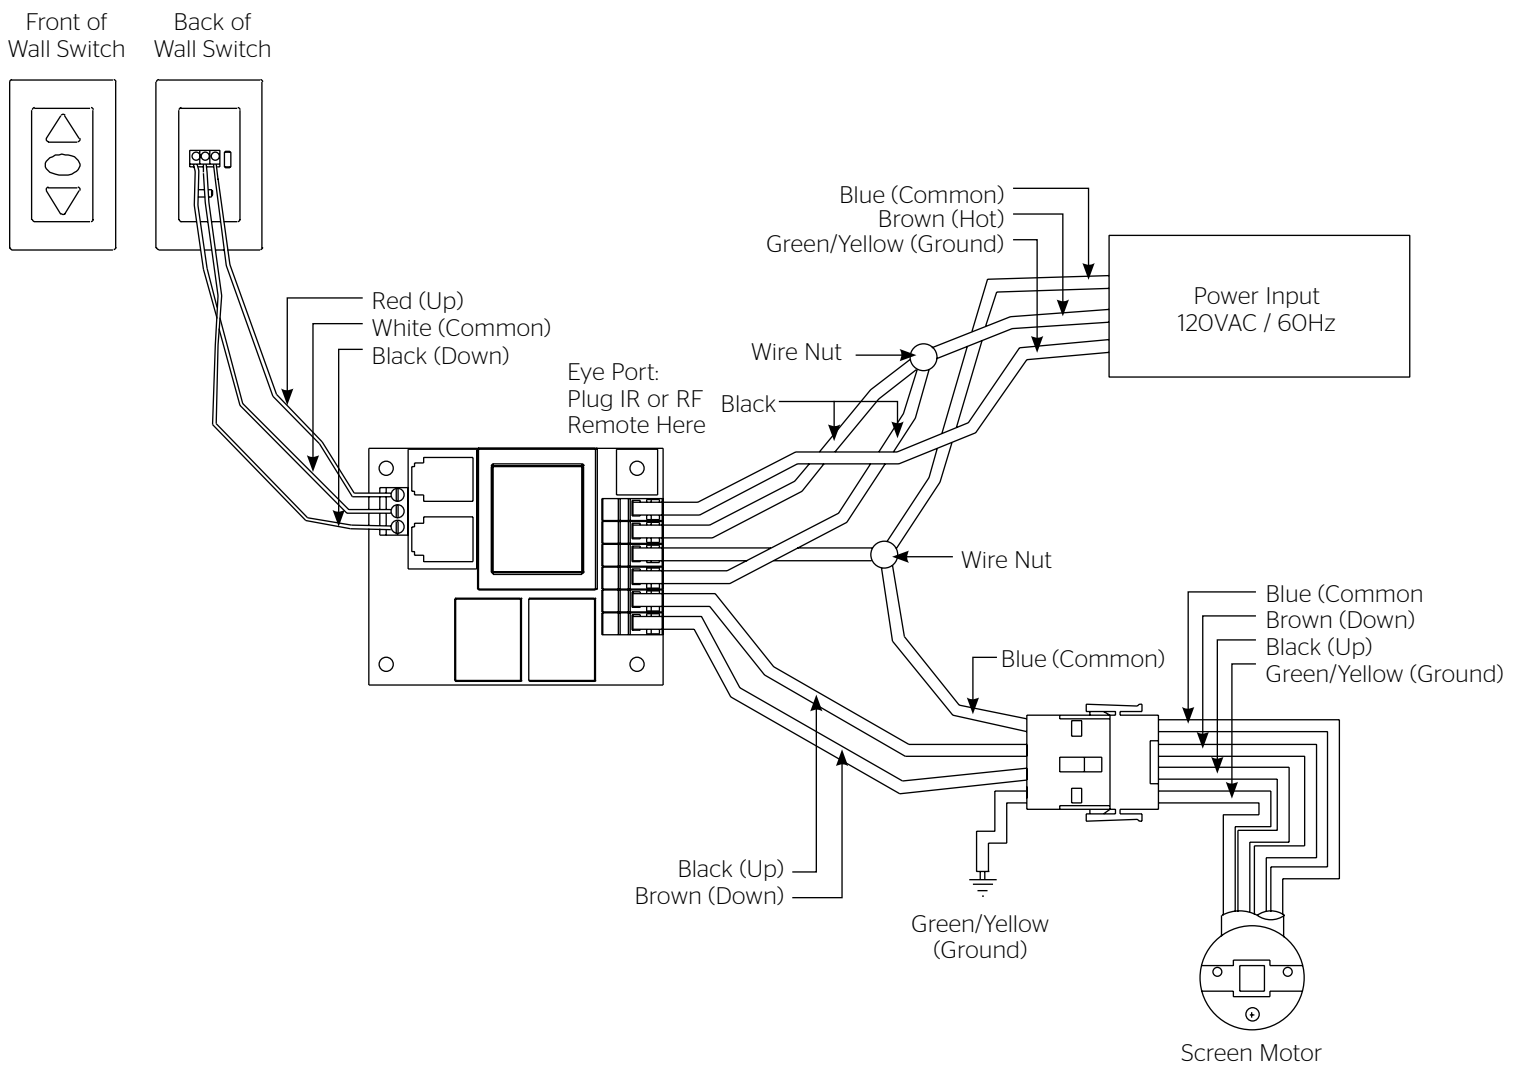 Front of
Wall Switch
Back of
Wall Switch
Blue (Common)
Brown (Hot)
Green/Yellow (Ground)
Power Input
120VAC / 60Hz
Red (Up)
White (Common)
Black (Down)
Wire Nut
Eye Port:
Plug IR or RF
Remote Here
Black
Wire Nut
Blue (Common
Brown (Down)
Black (Up)
Green/Yellow (Ground)
Blue (Common)
Black (Up)
Brown (Down)
Green/Yellow
(Ground)
Screen Motor